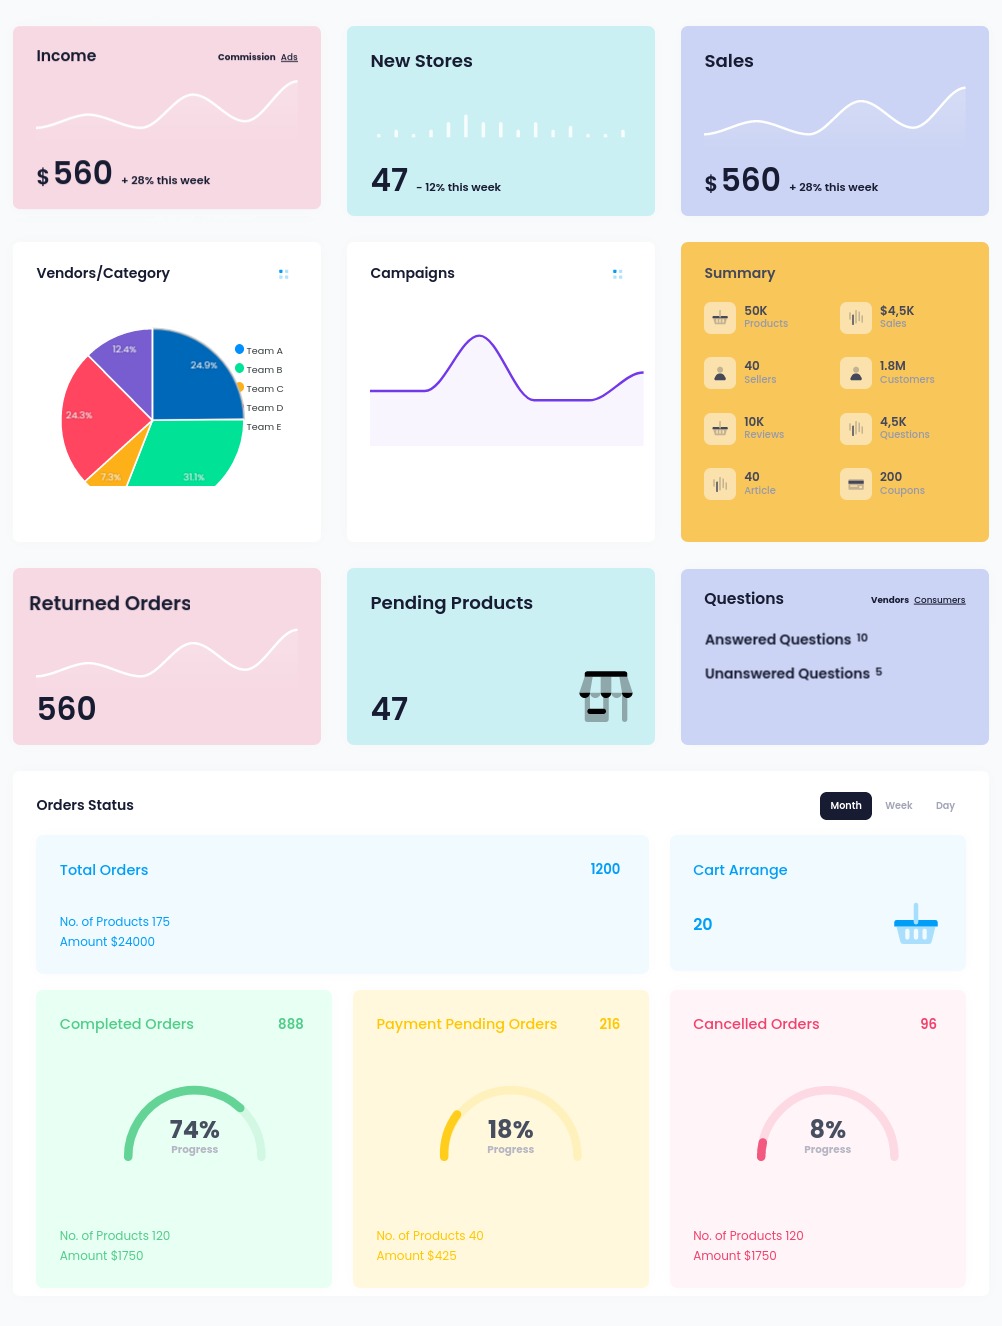 Income
Commission Ads
$ 560 + 28% this week
New Stores
47 - 12% this week
Sales
$ 560 + 28% this week
Vendors/Category
12.4%
24.9%
24.3%
7.3%
31.1%
Team A
Team B
Team C
Team D
Team E
Campaigns
Summary
50K
Products
$4,5K
Sales
40
Sellers
1.8M
Customers
10K
Reviews
4,5K
Questions
40
Article
200
Coupons
Returned Orders
560
Pending Products
47
Questions
Vendors Consumers
Answered Questions 10
Unanswered Questions 5
Orders Status
Month Week Day
Total Orders 1200
No. of Products 175
Amount $24000
Cart Arrange
20
Completed Orders 888
74%
Progress
No. of Products 120
Amount $1750
Payment Pending Orders 216
18%
Progress
No. of Products 40
Amount $425
Cancelled Orders 96
8%
Progress
No. of Products 120
Amount $1750